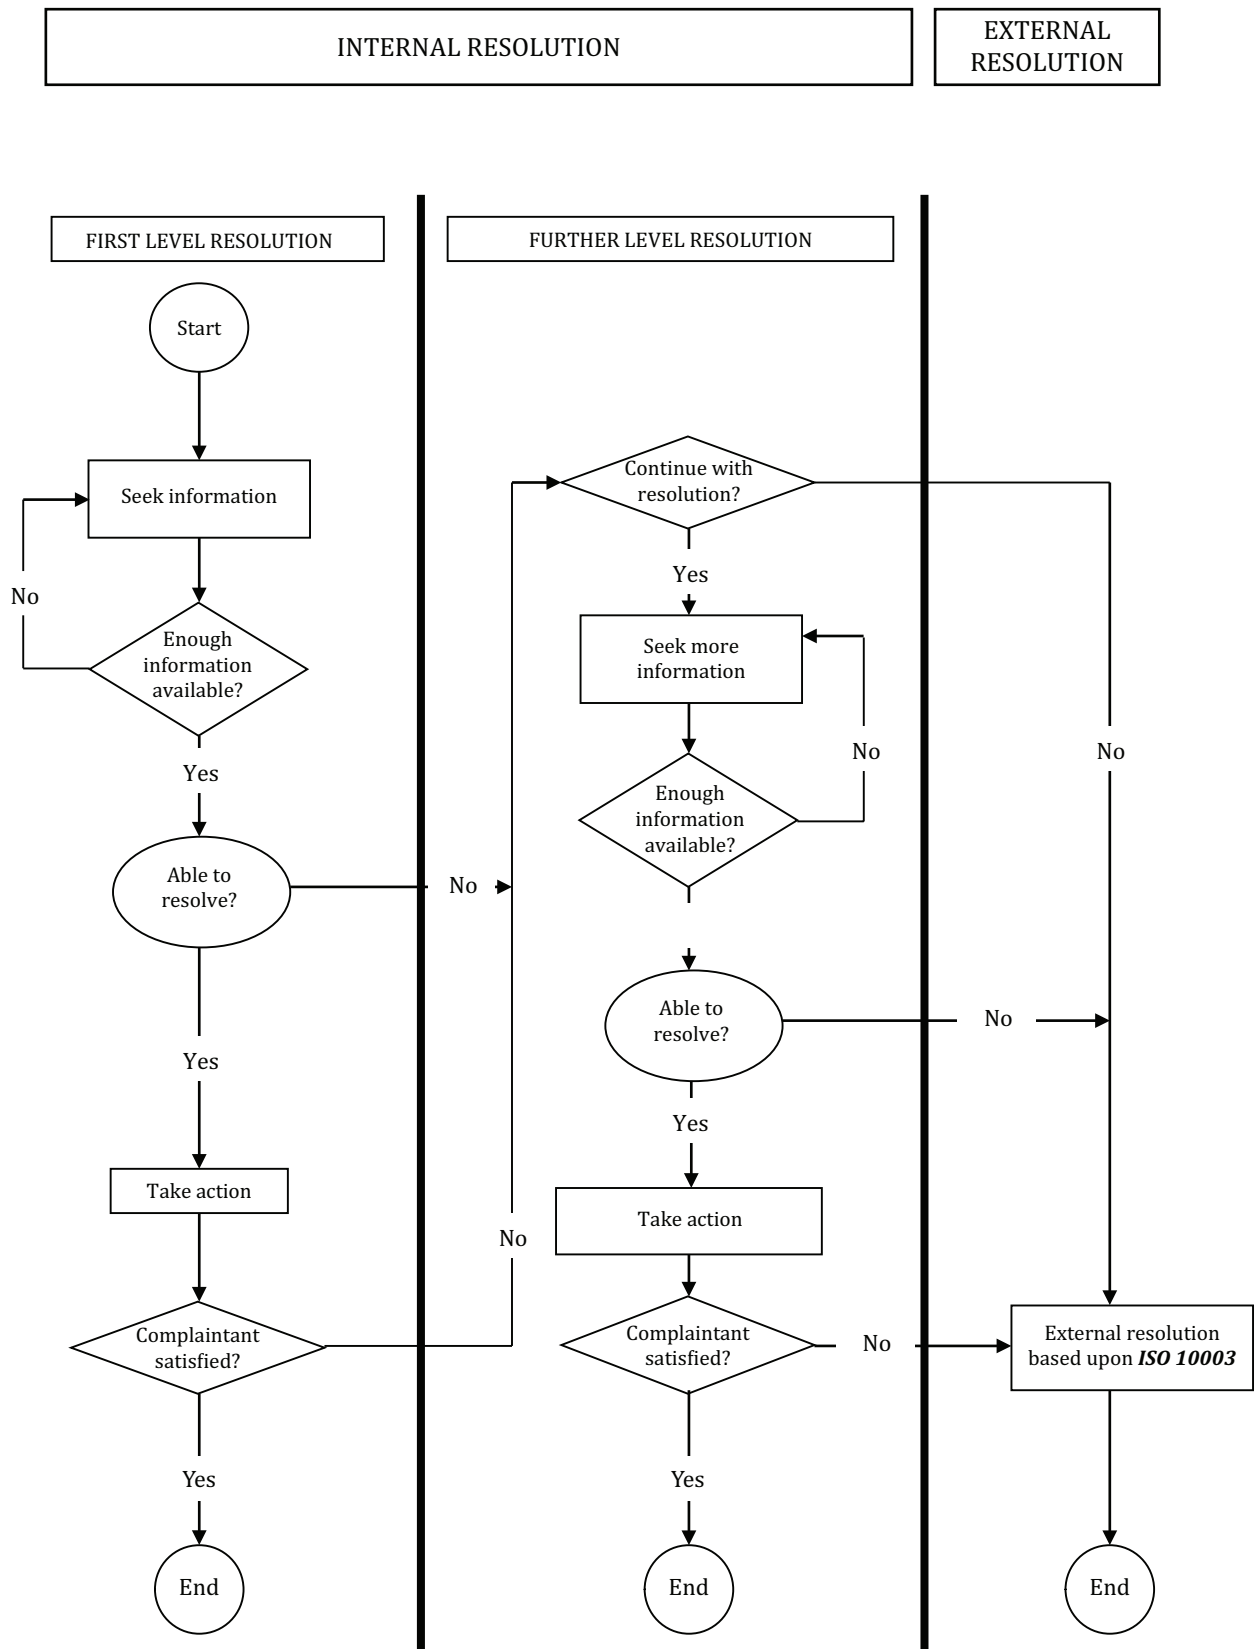 INTERNAL RESOLUTION
EXTERNAL
RESOLUTION
FIRST LEVEL RESOLUTION
FURTHER LEVEL RESOLUTION
Start
Seek information
No
Enough
information
available?
Yes
Able to
resolve?
No
Yes
Take action
No
Complaintant
satisfied?
Yes
End
Continue with
resolution?
Yes
Seek more
information
No
Enough
information
available?
Able to
resolve?
No
Yes
Take action
Complaintant
satisfied?
No
Yes
End
No
External resolution
based upon ISO 10003
End